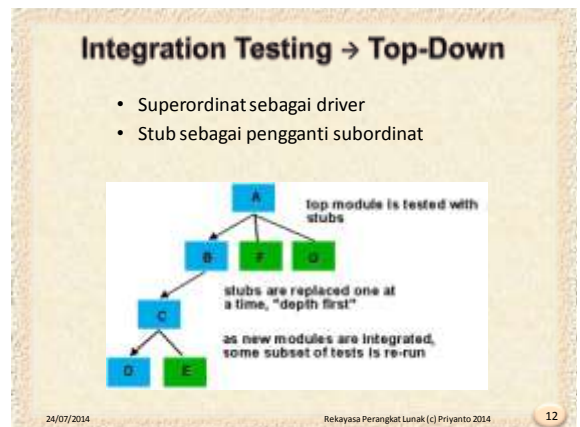 Integration Testing → Top-Down
• Superordinat sebagai driver
• Stub sebagai pengganti subordinat
A
top module is tested with
stubs
B F G
stubs are replaced one at
a time, "depth first"
C
as new modules are integrated,
some subset of tests is re-run
D E
24/07/2014
Rekayasa Perangkat Lunak (c) Priyanto 2014
12